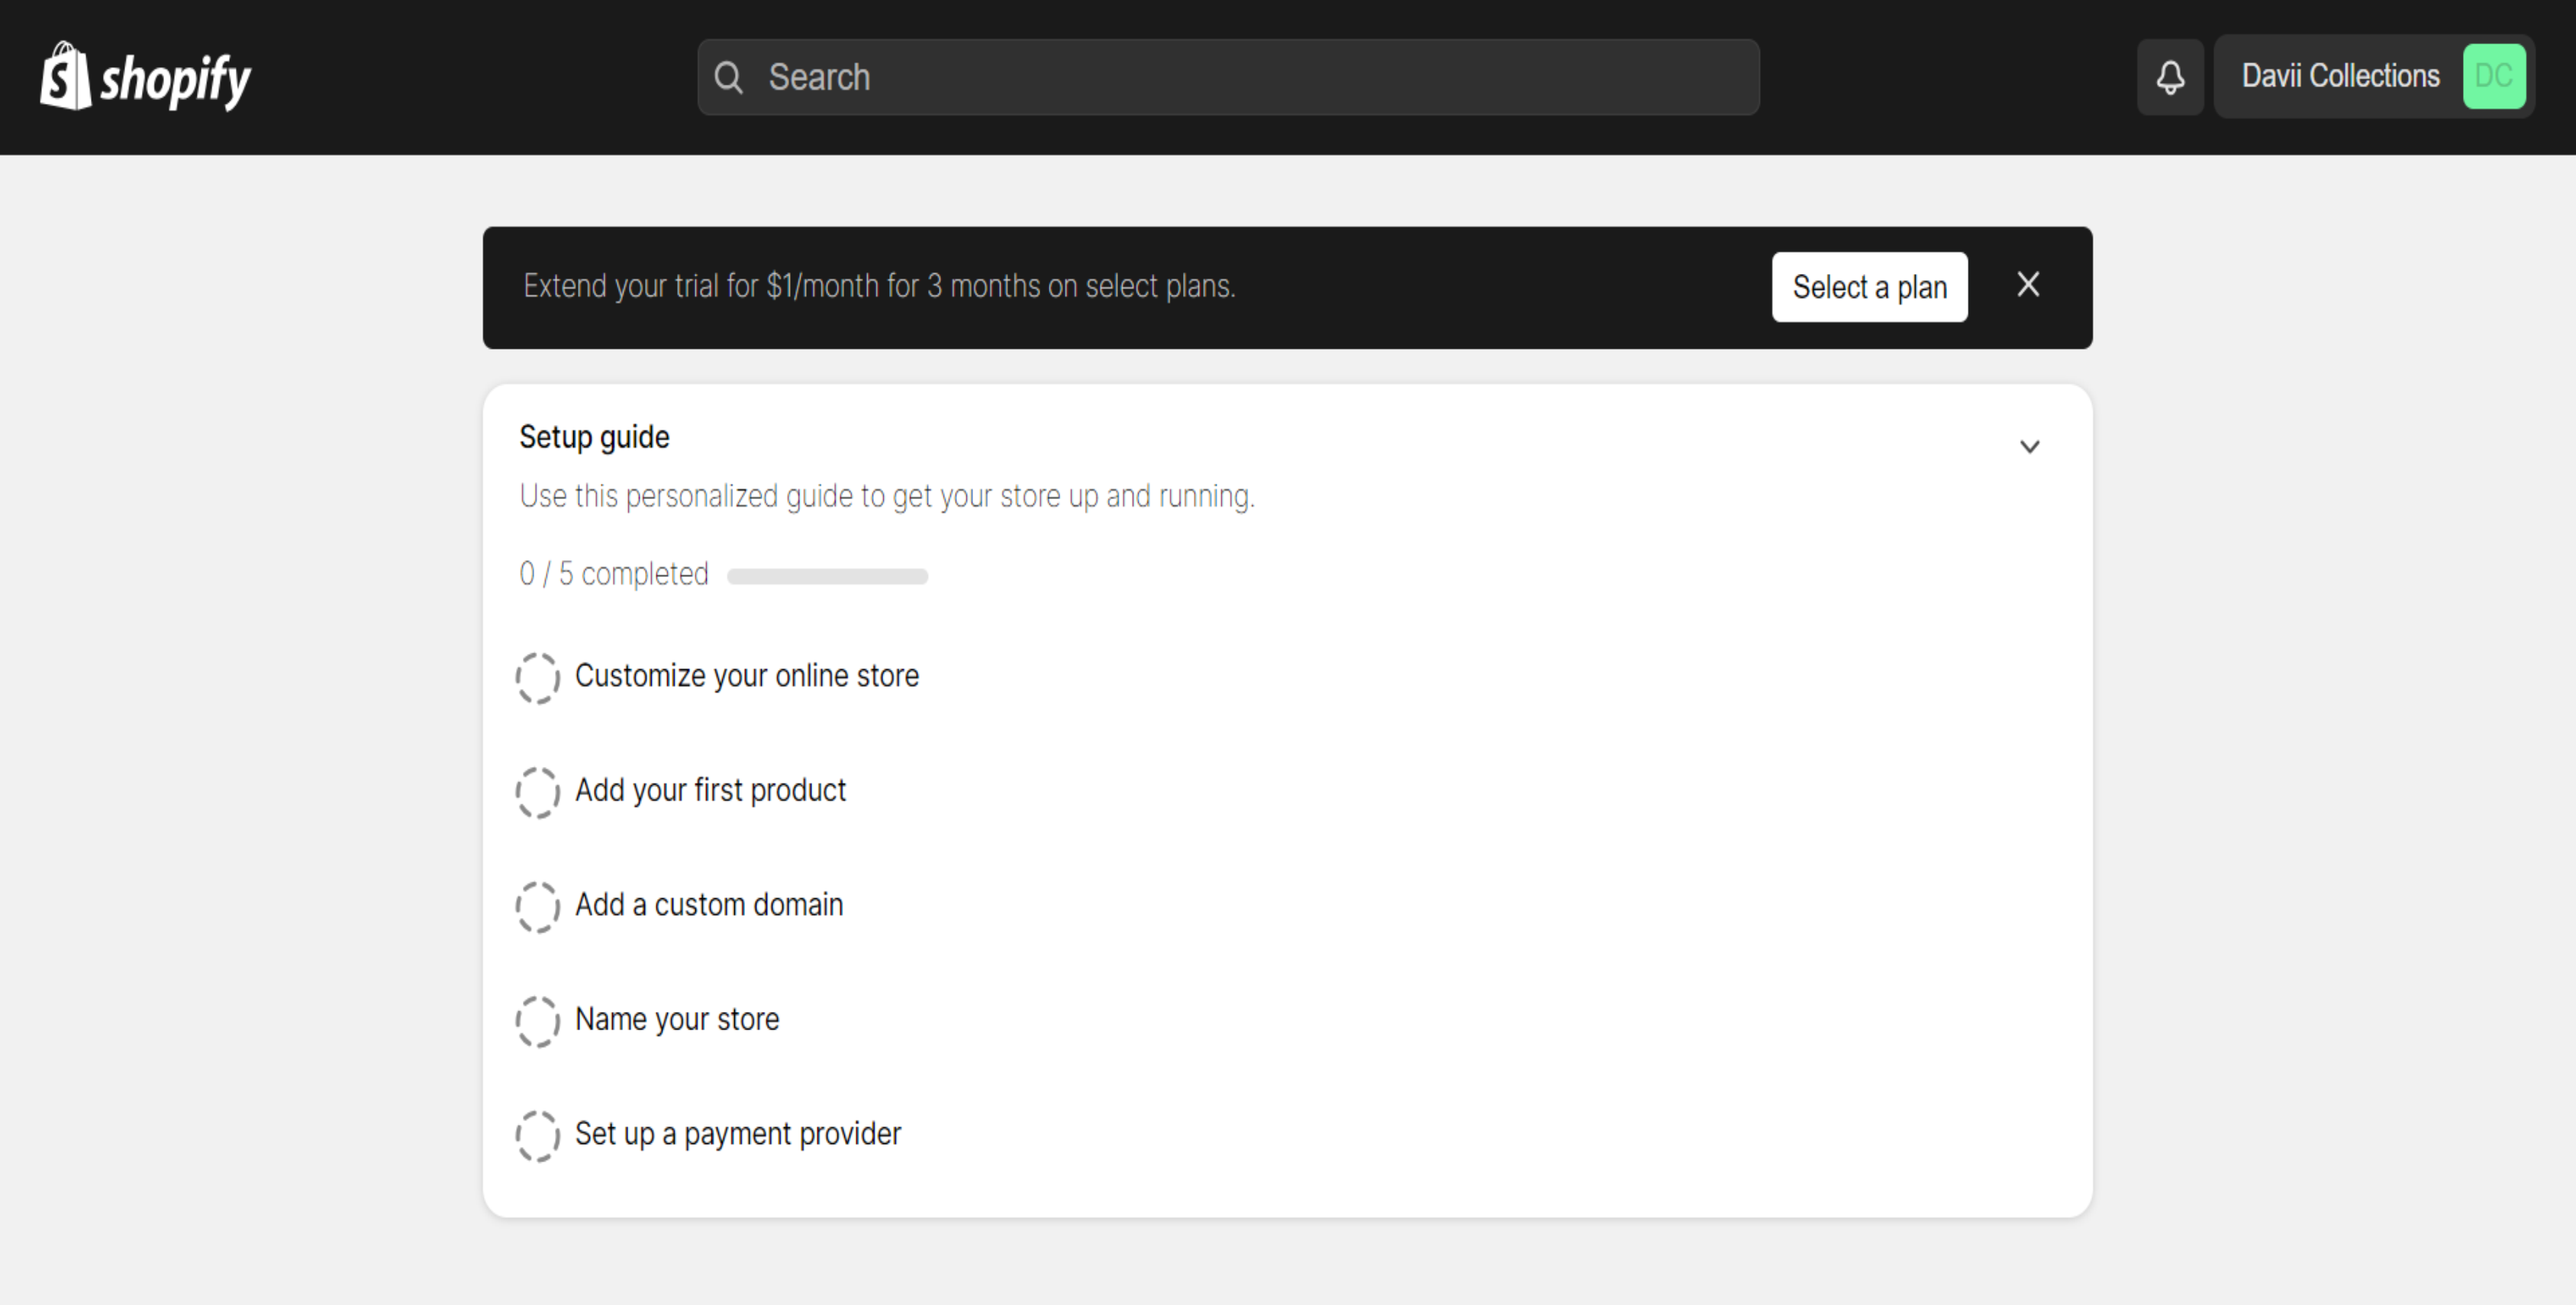 shopify
Search
Davii Collections
DC
Extend your trial for $1/month for 3 months on select plans.
Select a plan
Setup guide
Use this personalized guide to get your store up and running.
0 / 5 completed
Customize your online store
Add your first product
Add a custom domain
Name your store
Set up a payment provider